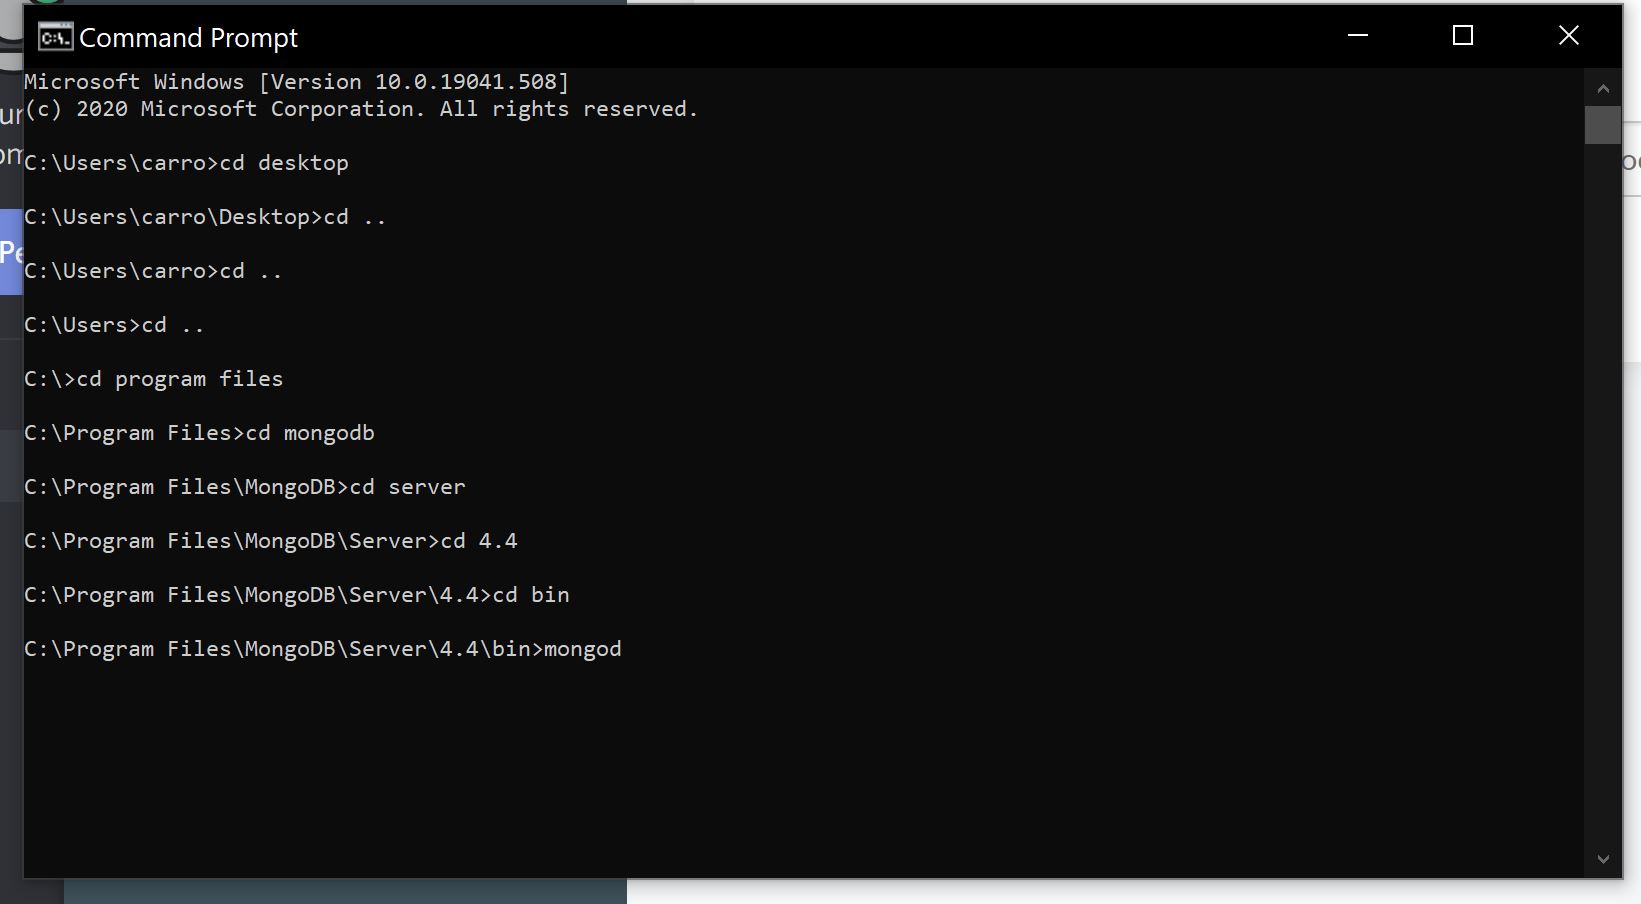 Command Prompt
Microsoft Windows [Version 10.0.19041.508]
(c) 2020 Microsoft Corporation. All rights reserved.
C:\Users\carro>cd desktop
C:\Users\carro\Desktop>cd ..
C:\Users\carro>cd ..
C:\Users>cd ..
C:\>cd program files
C:\Program Files>cd mongodb
C:\Program Files\MongoDB>cd server
C:\Program Files\MongoDB\Server>cd 4.4
C:\Program Files\MongoDB\Server\4.4>cd bin
C:\Program Files\MongoDB\Server\4.4\bin>mongod